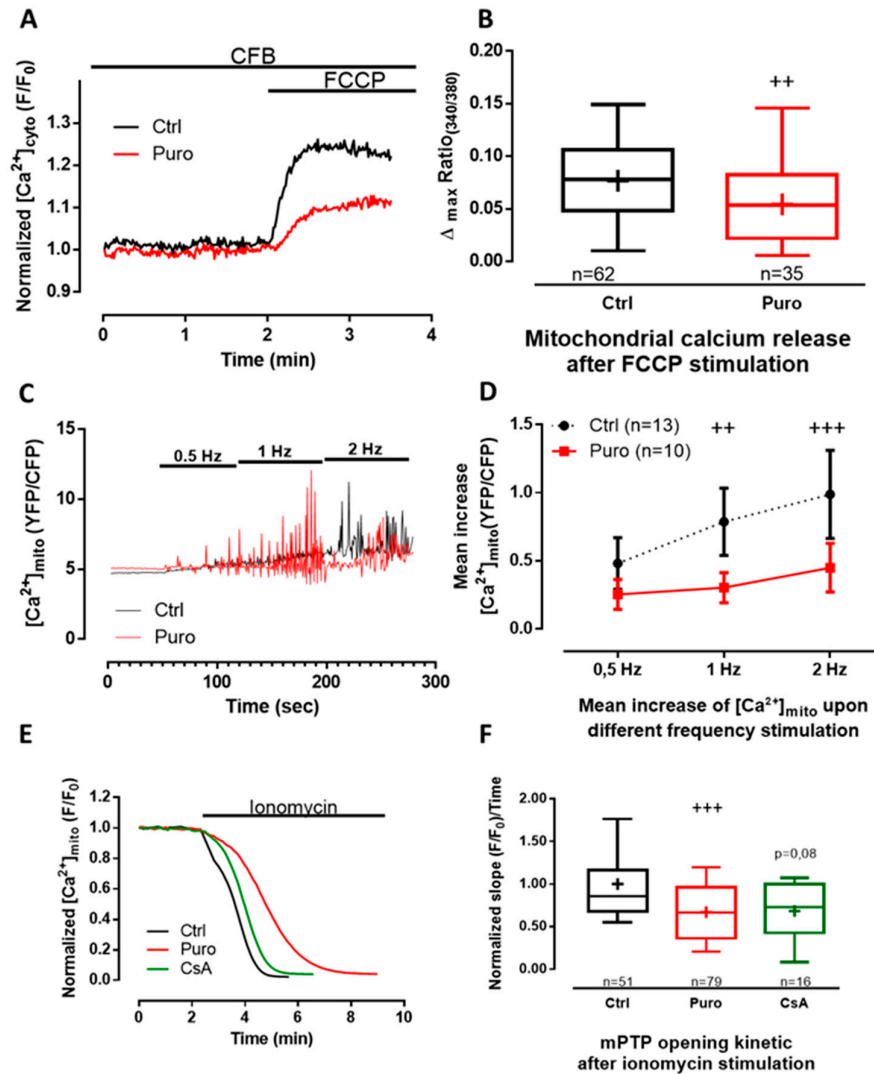 A
CFB
FCCP
Normalized [Ca²⁺]cyto (F/F₀)
1.3
1.2
1.1
1.0
0.9
Ctrl
Puro
0
1
2
3
4
Time (min)
B
Δ max Ratio(340/380)
0.20
0.15
0.10
0.05
0.00
++
n=62
n=35
Ctrl
Puro
Mitochondrial calcium release
after FCCP stimulation
C
[Ca²⁺]mito (YFP/CFP)
15
10
5
0
0.5 Hz
1 Hz
2 Hz
Ctrl
Puro
0
100
200
300
Time (sec)
D
Mean increase
[Ca²⁺]mito(YFP/CFP)
1.5
1.0
0.5
0.0
Ctrl (n=13)
Puro (n=10)
++
+++
0,5 Hz
1 Hz
2 Hz
Mean increase of [Ca²⁺]mito upon
different frequency stimulation
E
Normalized [Ca²⁺]mito (F/F₀)
1.2
1.0
0.8
0.6
0.4
0.2
0.0
Ionomycin
Ctrl
Puro
CsA
0
2
4
6
8
10
Time (min)
F
Normalized slope (F/F₀)/Time
2.00
1.50
1.00
0.50
0.00
+++
p=0,08
n=51
n=79
n=16
Ctrl
Puro
CsA
mPTP opening kinetic
after ionomycin stimulation